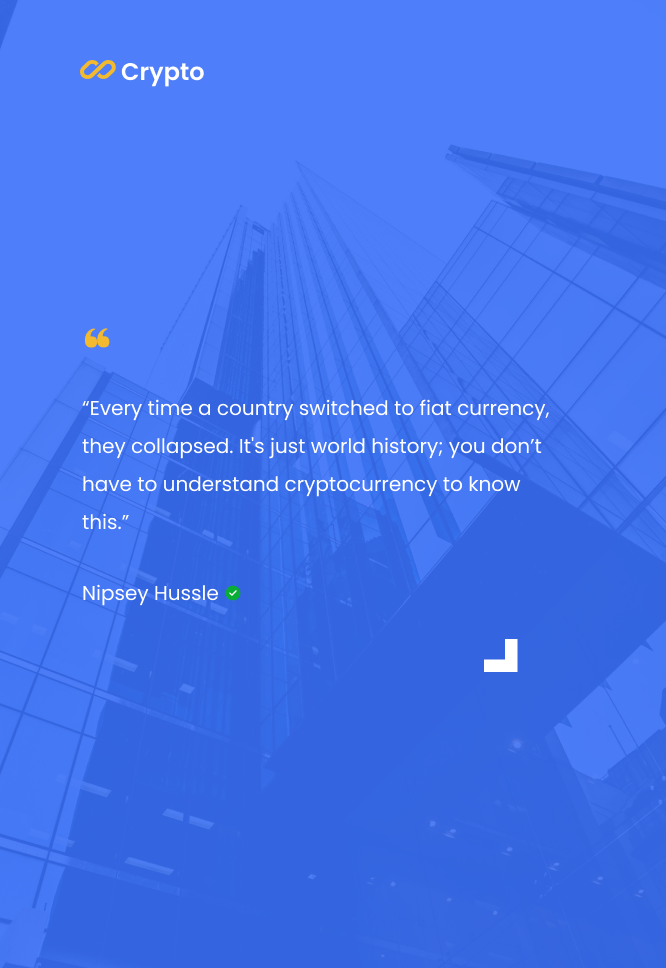 Crypto
“Every time a country switched to fiat currency,
they collapsed. It's just world history; you don’t
have to understand cryptocurrency to know
this.”
Nipsey Hussle